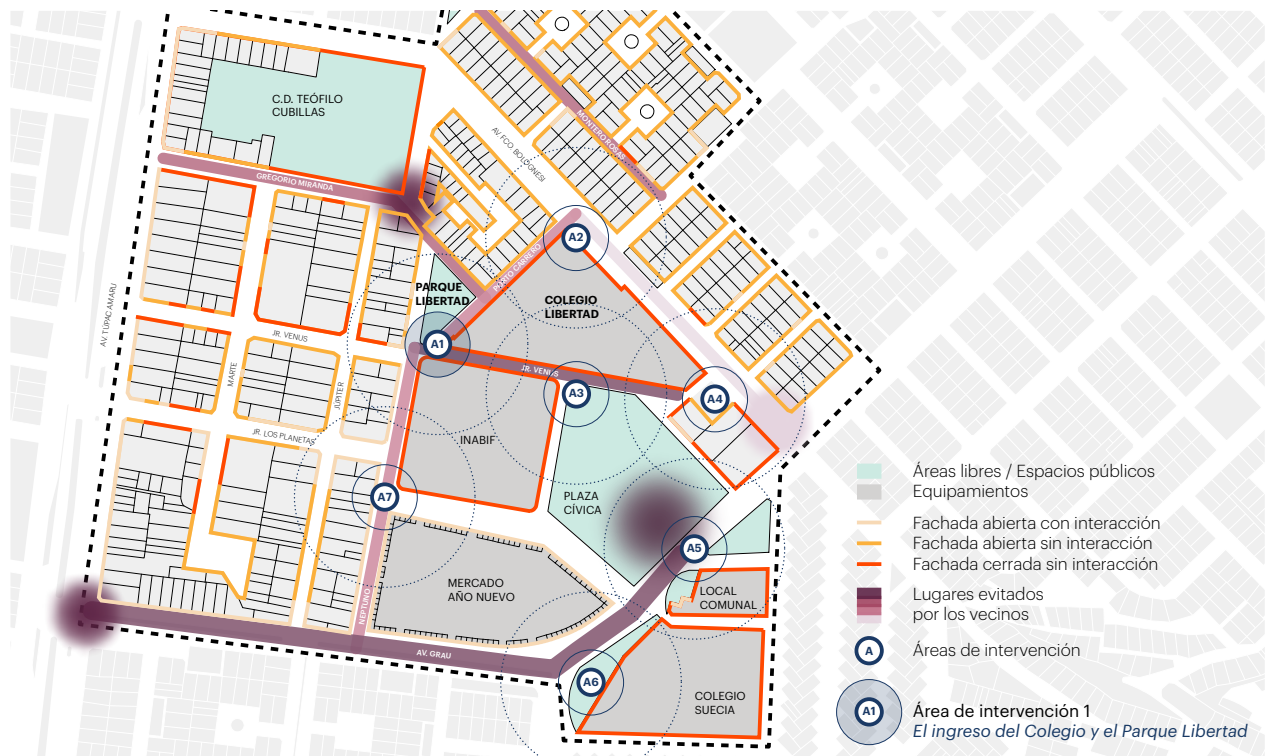 C.D. TEÓFILO
CUBILLAS
GREGORIO MIRANDA
MONTERO ROSAS
AV. FCO. BOLOGNESI
AV. TUPAC AMARU
PARQUE
LIBERTAD
PORTO CARRERO
A2
COLEGIO
LIBERTAD
A1
JR. VENUS
JR. VENUS
MARTE
JÚPITER
A3
A4
JR. LOS PLANETAS
INABIF
A7
PLAZA
CÍVICA
A5
MERCADO
AÑO NUEVO
LOCAL
COMUNAL
NEPTUNO
AV. GRAU
A6
COLEGIO
SUECIA
Áreas libres / Espacios públicos
Equipamientos
Fachada abierta con interacción
Fachada abierta sin interacción
Fachada cerrada sin interacción
Lugares evitados
por los vecinos
A
Áreas de intervención
A1
Área de intervención 1
El ingreso del Colegio y el Parque Libertad